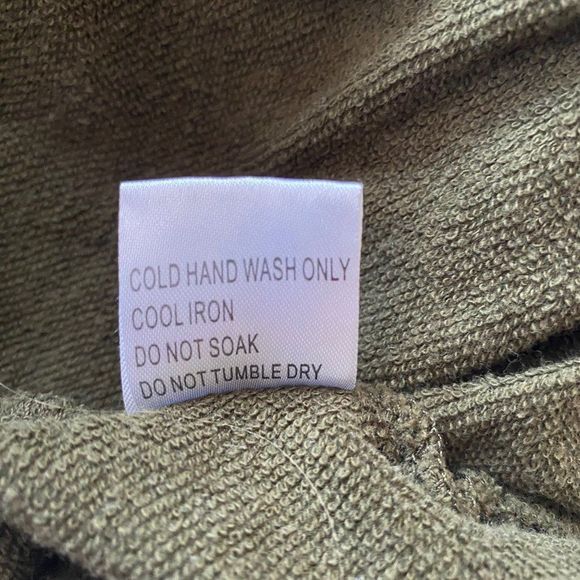 COLD HAND WASH ONLY
COOL IRON
DO NOT SOAK
DO NOT TUMBLE DRY